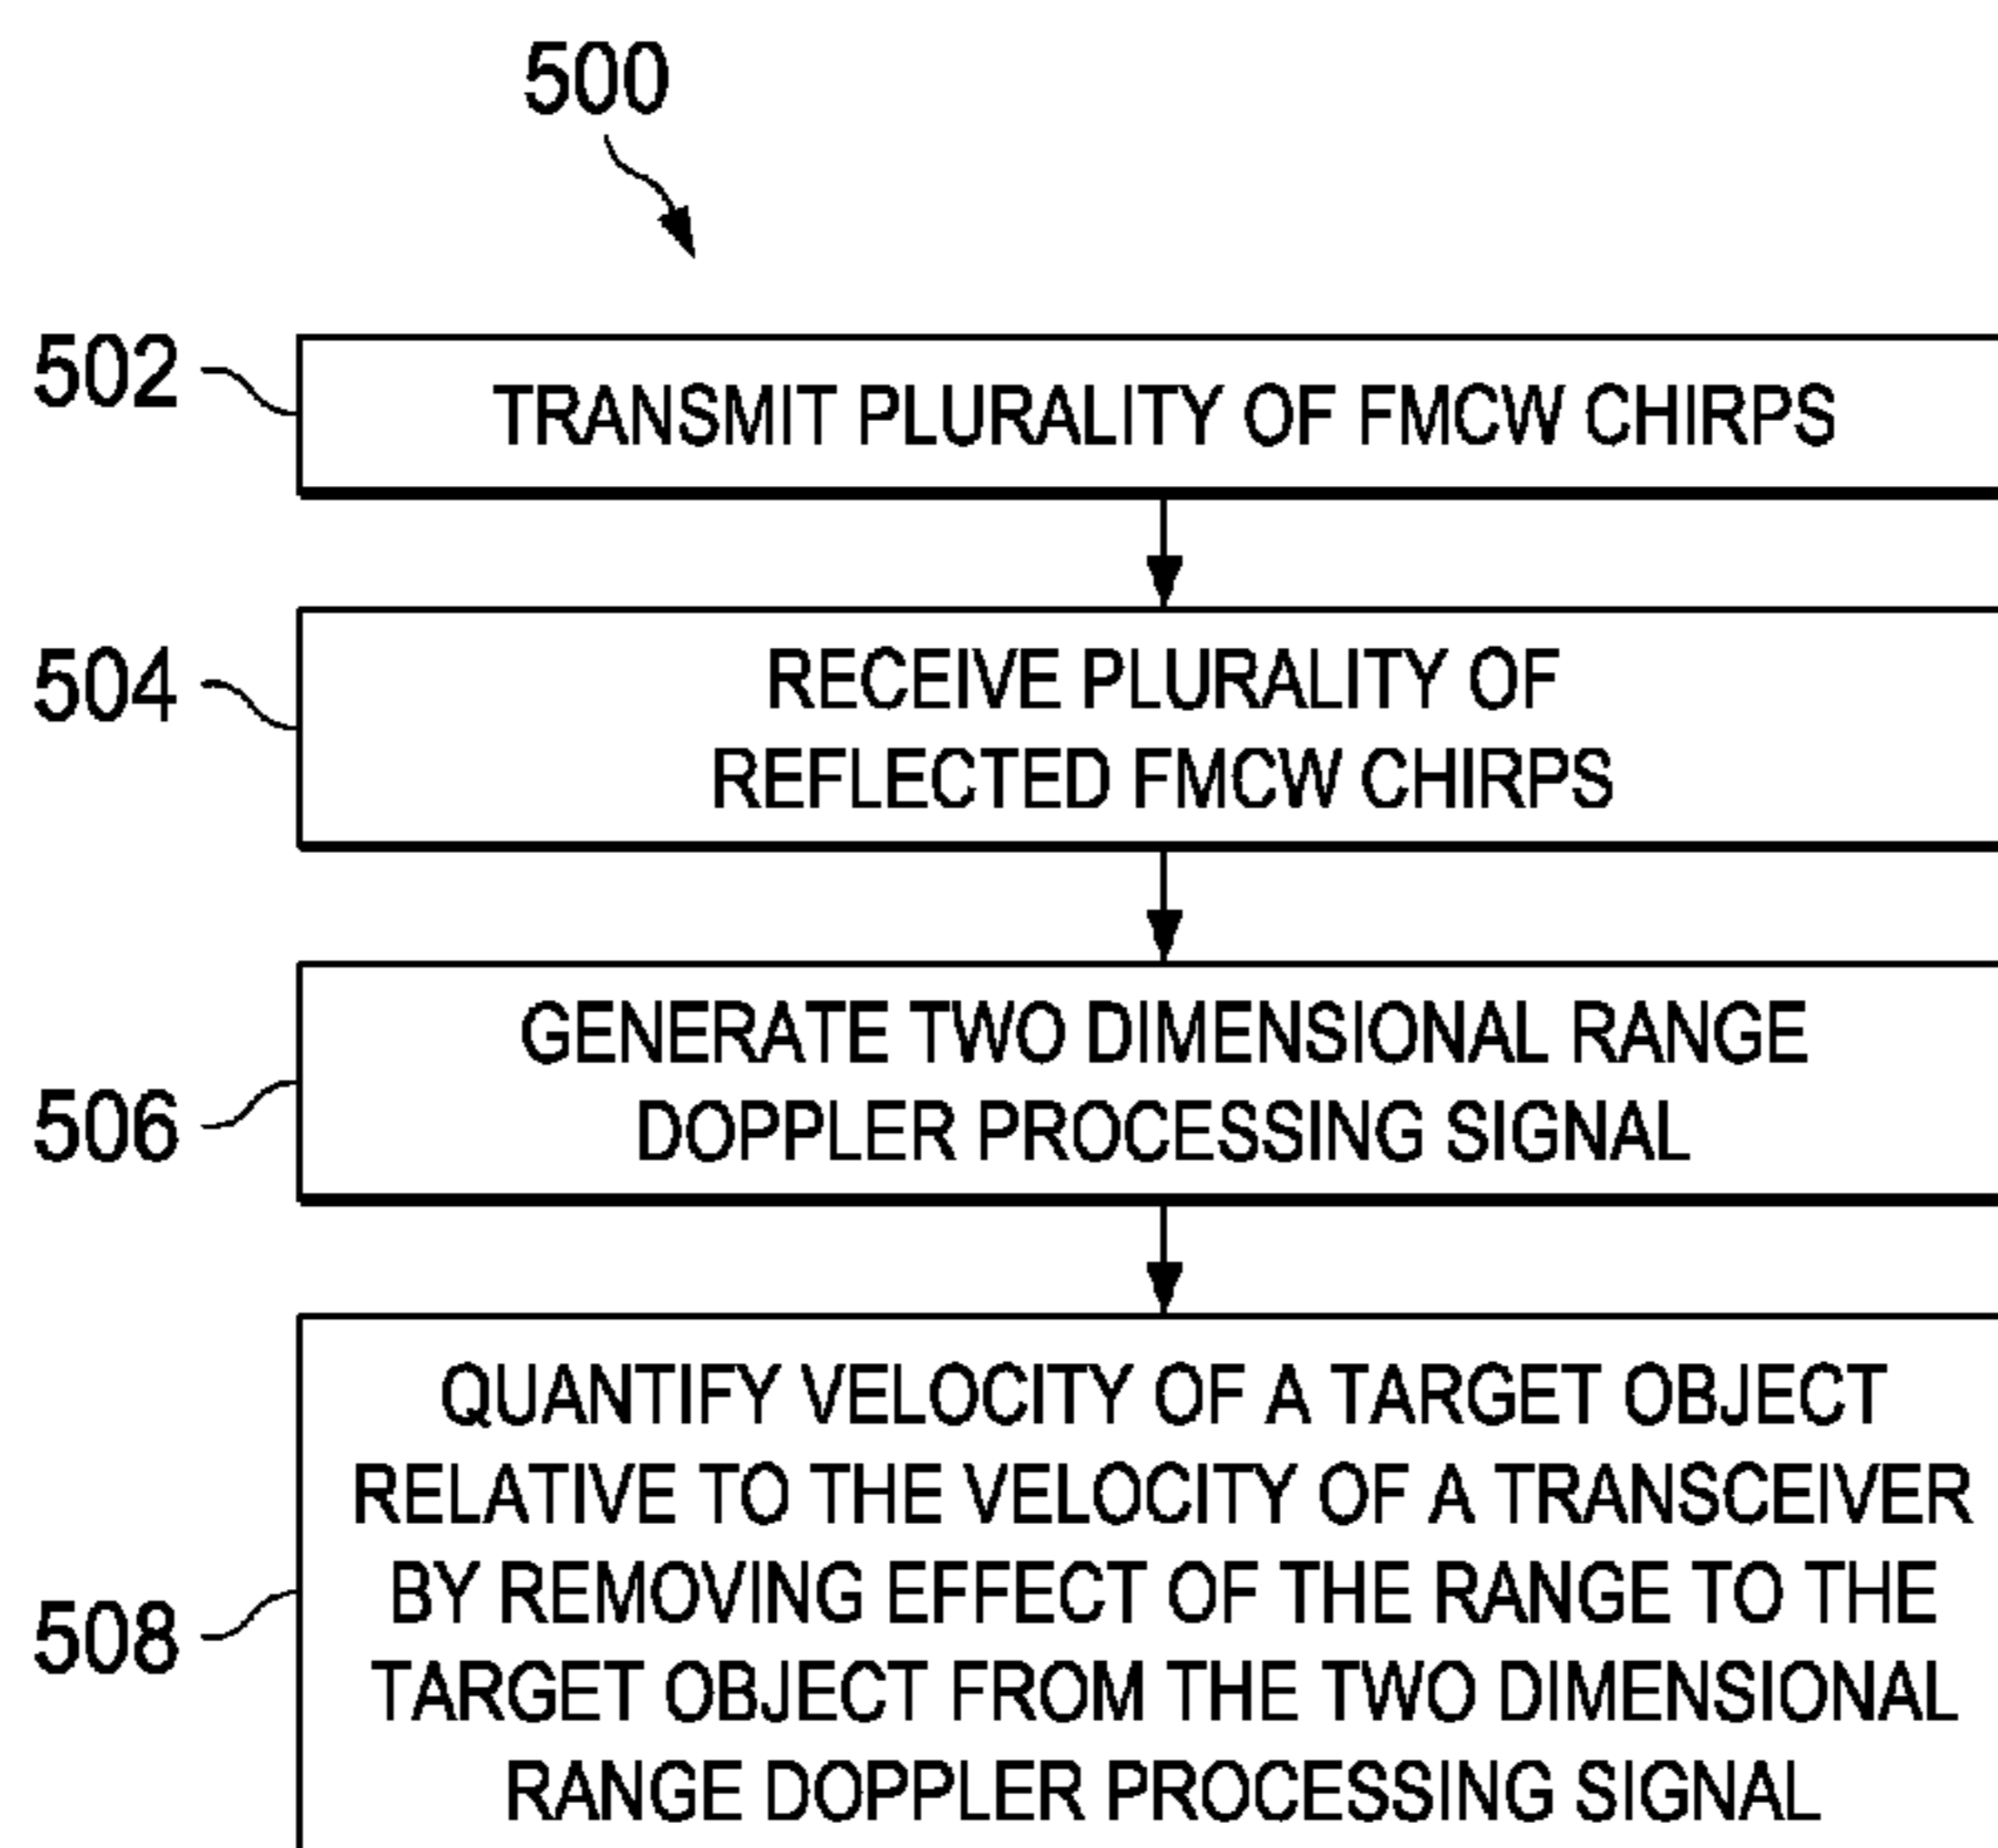 500
502
TRANSMIT PLURALITY OF FMCW CHIRPS
504
RECEIVE PLURALITY OF
REFLECTED FMCW CHIRPS
506
GENERATE TWO DIMENSIONAL RANGE
DOPPLER PROCESSING SIGNAL
508
QUANTIFY VELOCITY OF A TARGET OBJECT
RELATIVE TO THE VELOCITY OF A TRANSCEIVER
BY REMOVING EFFECT OF THE RANGE TO THE
TARGET OBJECT FROM THE TWO DIMENSIONAL
RANGE DOPPLER PROCESSING SIGNAL